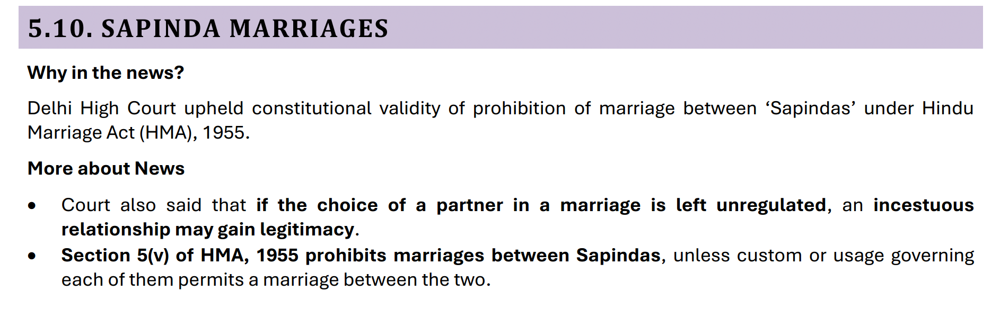 5.10. SAPINDA MARRIAGES
Why in the news?
Delhi High Court upheld constitutional validity of prohibition of marriage between ‘Sapindas’ under Hindu
Marriage Act (HMA), 1955.
More about News
• Court also said that if the choice of a partner in a marriage is left unregulated, an incestuous
relationship may gain legitimacy.
• Section 5(v) of HMA, 1955 prohibits marriages between Sapindas, unless custom or usage governing
each of them permits a marriage between the two.